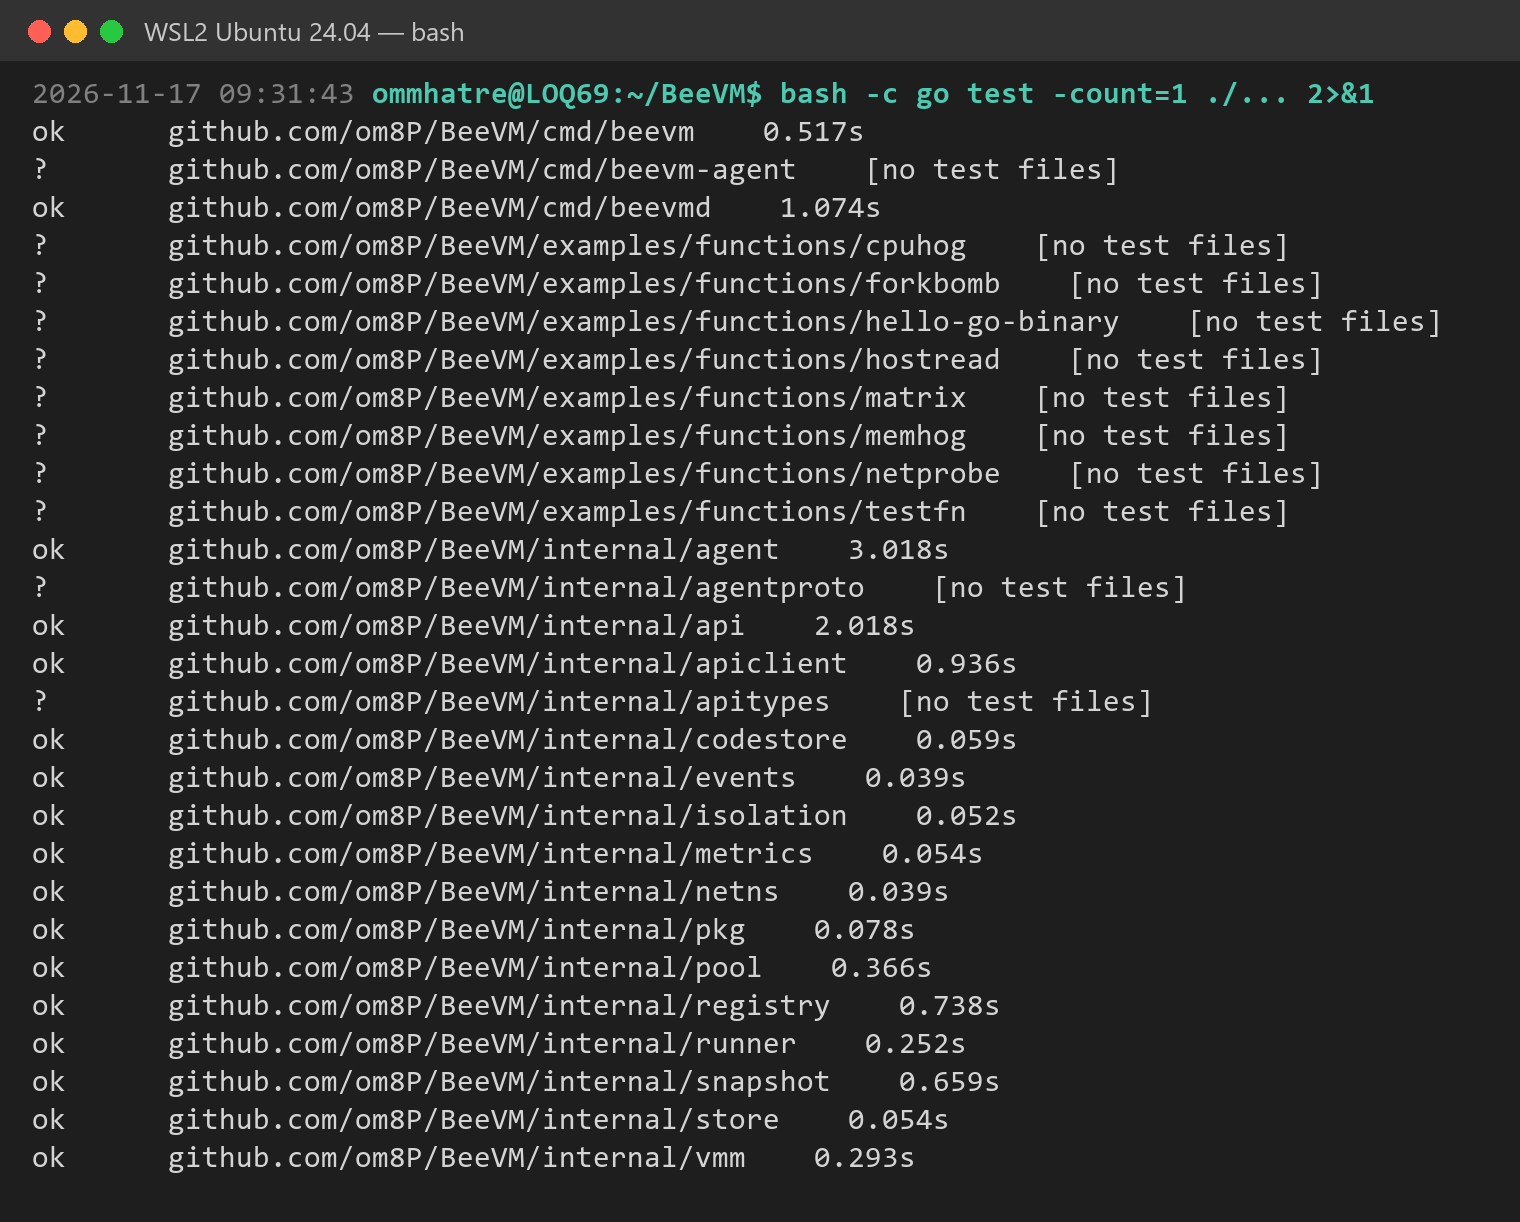 WSL2 Ubuntu 24.04 — bash
2026-11-17 09:31:43 ommhatre@LOQ69:~/BeeVM$ bash -c go test -count=1 ./... 2>&1
ok      github.com/om8P/BeeVM/cmd/beevm    0.517s
?       github.com/om8P/BeeVM/cmd/beevm-agent    [no test files]
ok      github.com/om8P/BeeVM/cmd/beevmd    1.074s
?       github.com/om8P/BeeVM/examples/functions/cpuhog    [no test files]
?       github.com/om8P/BeeVM/examples/functions/forkbomb    [no test files]
?       github.com/om8P/BeeVM/examples/functions/hello-go-binary    [no test files]
?       github.com/om8P/BeeVM/examples/functions/hostread    [no test files]
?       github.com/om8P/BeeVM/examples/functions/matrix    [no test files]
?       github.com/om8P/BeeVM/examples/functions/memhog    [no test files]
?       github.com/om8P/BeeVM/examples/functions/netprobe    [no test files]
?       github.com/om8P/BeeVM/examples/functions/testfn    [no test files]
ok      github.com/om8P/BeeVM/internal/agent    3.018s
?       github.com/om8P/BeeVM/internal/agentproto    [no test files]
ok      github.com/om8P/BeeVM/internal/api    2.018s
ok      github.com/om8P/BeeVM/internal/apiclient    0.936s
?       github.com/om8P/BeeVM/internal/apitypes    [no test files]
ok      github.com/om8P/BeeVM/internal/codestore    0.059s
ok      github.com/om8P/BeeVM/internal/events    0.039s
ok      github.com/om8P/BeeVM/internal/isolation    0.052s
ok      github.com/om8P/BeeVM/internal/metrics    0.054s
ok      github.com/om8P/BeeVM/internal/netns    0.039s
ok      github.com/om8P/BeeVM/internal/pkg    0.078s
ok      github.com/om8P/BeeVM/internal/pool    0.366s
ok      github.com/om8P/BeeVM/internal/registry    0.738s
ok      github.com/om8P/BeeVM/internal/runner    0.252s
ok      github.com/om8P/BeeVM/internal/snapshot    0.659s
ok      github.com/om8P/BeeVM/internal/store    0.054s
ok      github.com/om8P/BeeVM/internal/vmm    0.293s